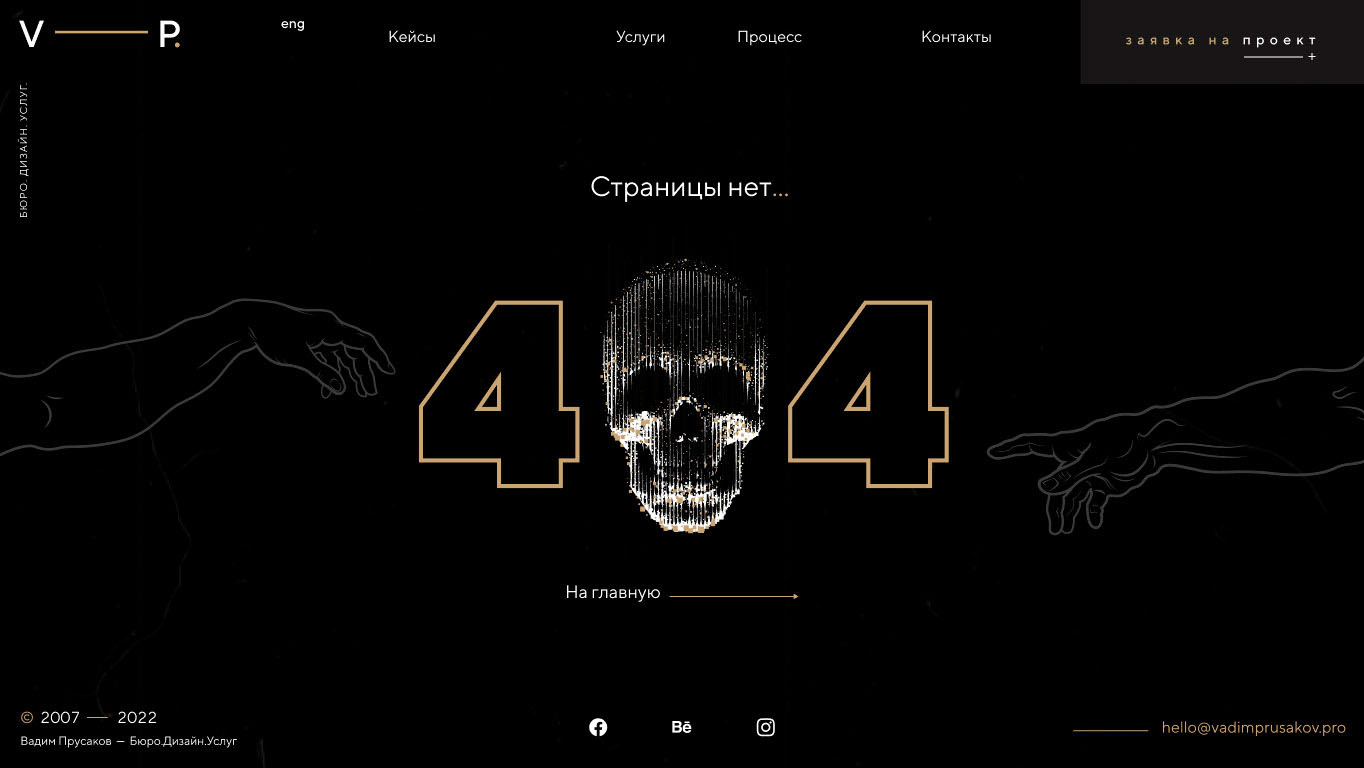 V P.
eng
Кейсы
Услуги
Процесс
Контакты
заявка на проект
+
БЮРО. ДИЗАЙН. УСЛУГ.
Страницы нет...
4 4
На главную
© 2007 — 2022
Вадим Прусаков — Бюро.Дизайн.Услуг
Bē
hello@vadimprusakov.pro